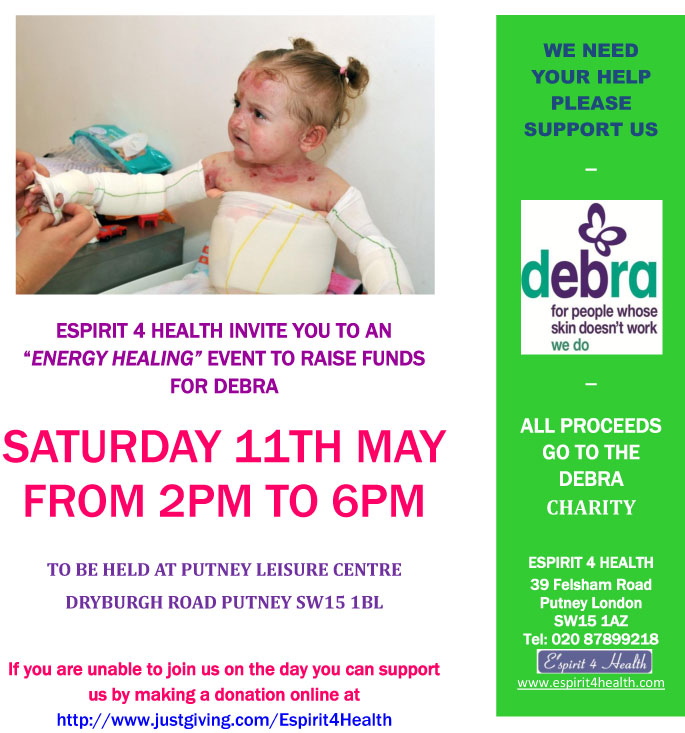 ESPIRIT 4 HEALTH INVITE YOU TO AN
“ENERGY HEALING” EVENT TO RAISE FUNDS
FOR DEBRA
SATURDAY 11TH MAY
FROM 2PM TO 6PM
TO BE HELD AT PUTNEY LEISURE CENTRE
DRYBURGH ROAD PUTNEY SW15 1BL
If you are unable to join us on the day you can support
us by making a donation online at
http://www.justgiving.com/Espirit4Health
WE NEED
YOUR HELP
PLEASE
SUPPORT US
–
debra
for people whose
skin doesn't work
we do
–
ALL PROCEEDS
GO TO THE
DEBRA
CHARITY
ESPIRIT 4 HEALTH
39 Felsham Road
Putney London
SW15 1AZ
Tel: 020 87899218
E'spirit 4 Health
www.espirit4health.com